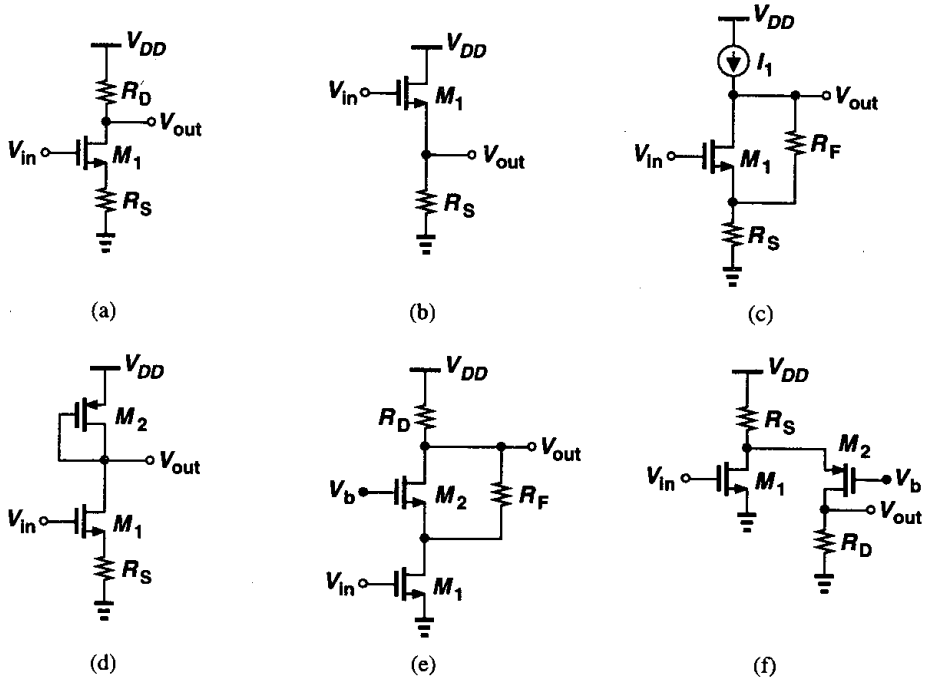 V_DD
R_D
V_out
V_in
M_1
R_S
(a)
V_DD
V_in
M_1
V_out
R_S
(b)
V_DD
I_1
V_out
V_in
M_1
R_F
R_S
(c)
V_DD
M_2
V_out
V_in
M_1
R_S
(d)
V_DD
R_D
V_out
V_b
M_2
R_F
V_in
M_1
(e)
V_DD
R_S
M_2
V_in
M_1
V_b
V_out
R_D
(f)